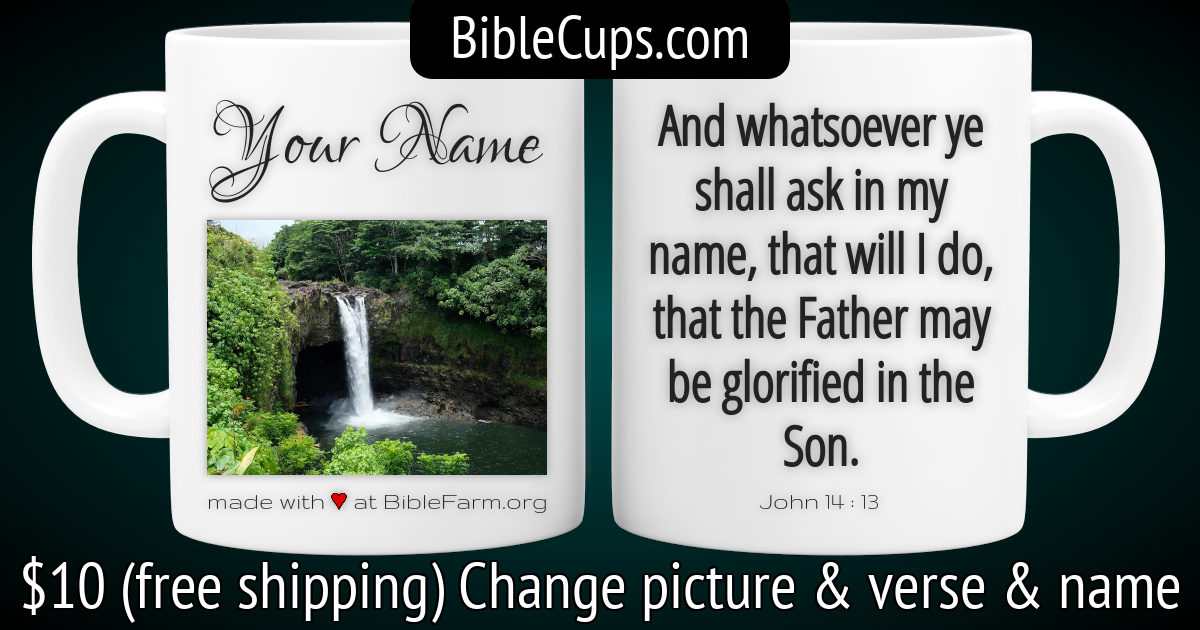 BibleCups.com
Your Name
made with ♥ at BibleFarm.org
And whatsoever ye
shall ask in my
name, that will I do,
that the Father may
be glorified in the
Son.
John 14 : 13
$10 (free shipping) Change picture & verse & name